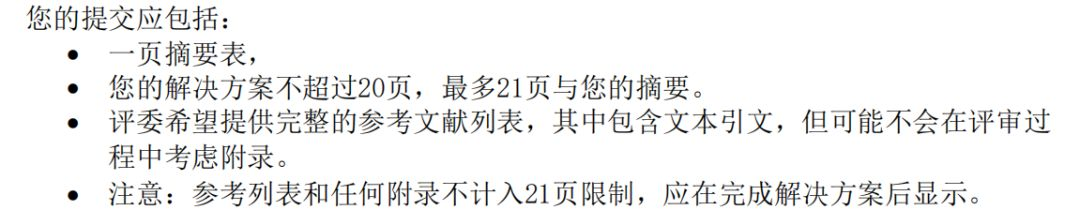 您的提交应包括：
• 一页摘要表，
• 您的解决方案不超过20页，最多21页与您的摘要。
• 评委希望提供完整的参考文献列表，其中包含文本引文，但可能不会在评审过
程中考虑附录。
• 注意：参考列表和任何附录不计入21页限制，应在完成解决方案后显示。